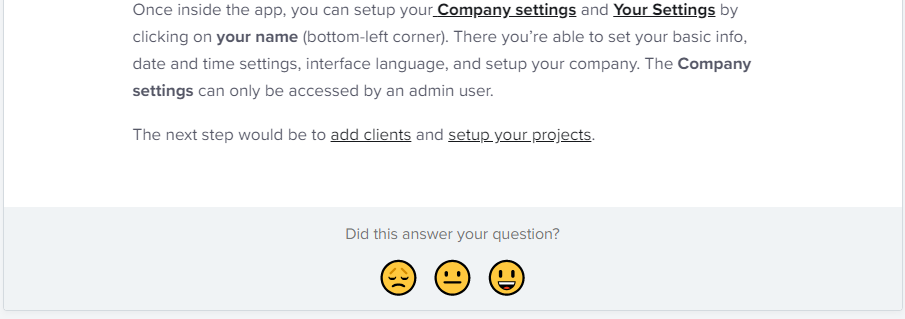 Once inside the app, you can setup your Company settings and Your Settings by
clicking on your name (bottom-left corner). There you’re able to set your basic info,
date and time settings, interface language, and setup your company. The Company
settings can only be accessed by an admin user.
The next step would be to add clients and setup your projects.
Did this answer your question?